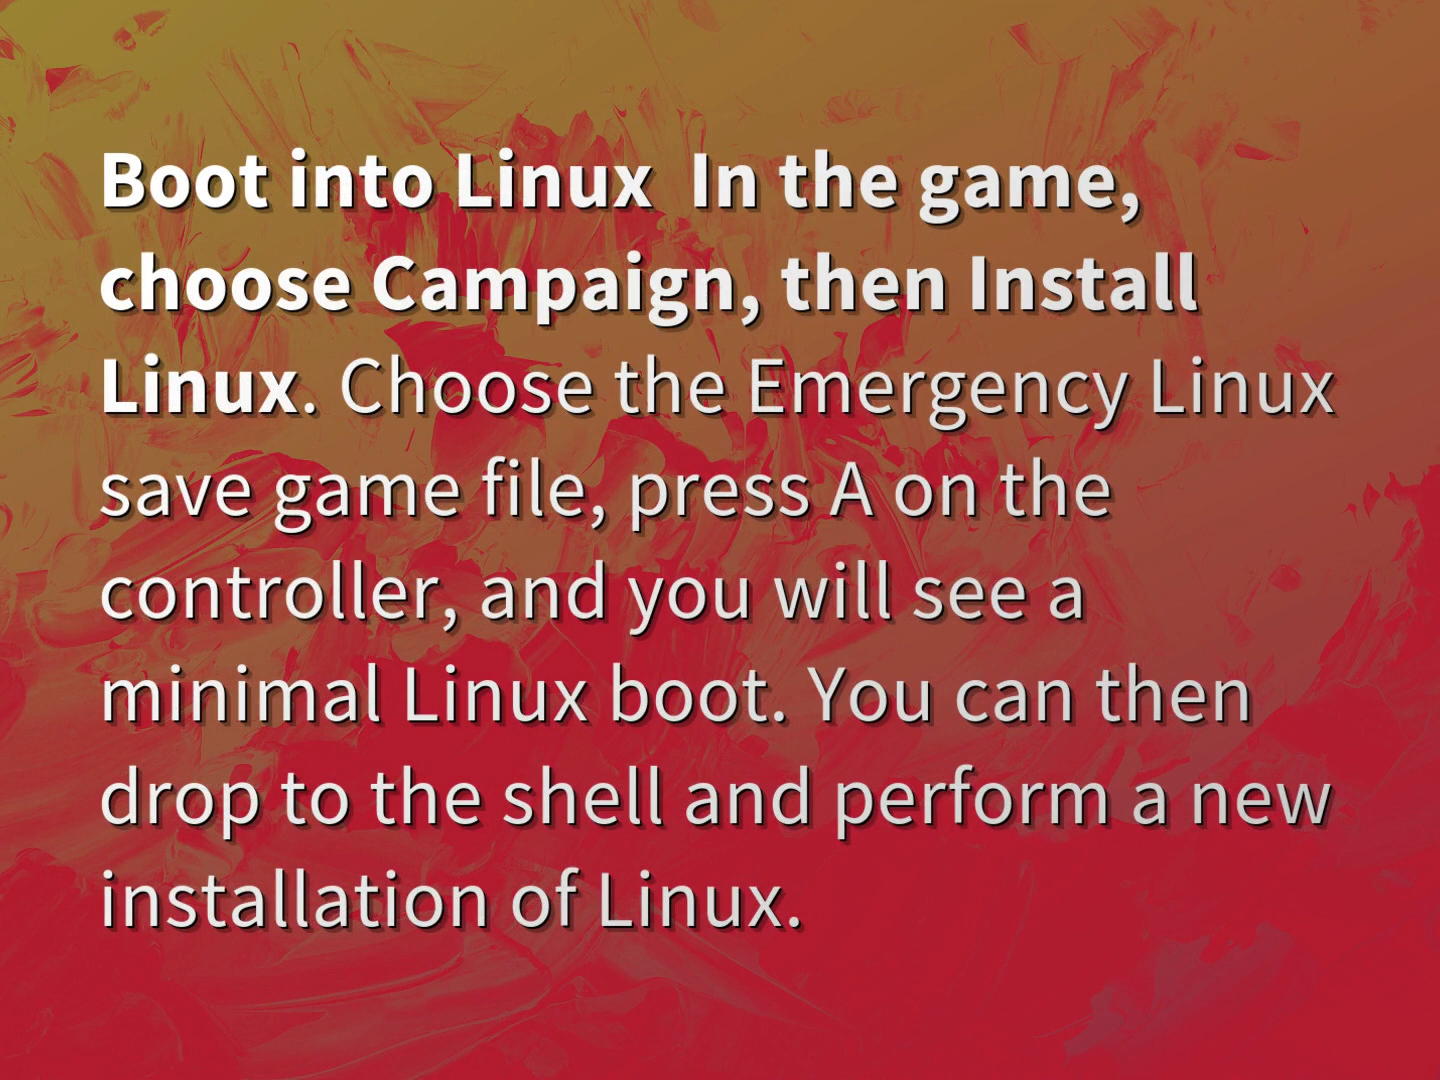 Boot into Linux  In the game,
choose Campaign, then Install
Linux. Choose the Emergency Linux
save game file, press A on the
controller, and you will see a
minimal Linux boot. You can then
drop to the shell and perform a new
installation of Linux.